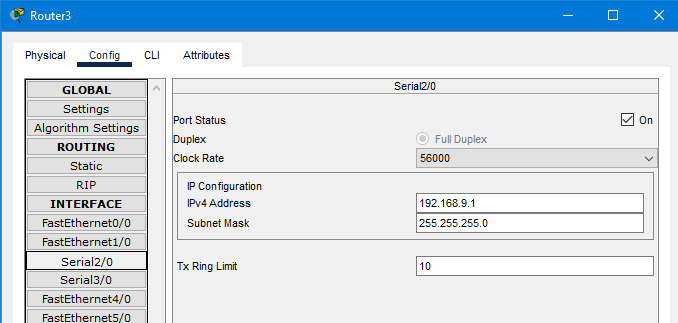 Router3
Physical Config CLI Attributes
GLOBAL
Settings
Algorithm Settings
ROUTING
Static
RIP
INTERFACE
FastEthernet0/0
FastEthernet1/0
Serial2/0
Serial3/0
FastEthernet4/0
FastEthernet5/0
Serial2/0
Port Status On
Duplex Full Duplex
Clock Rate 56000
IP Configuration
IPv4 Address 192.168.9.1
Subnet Mask 255.255.255.0
Tx Ring Limit 10